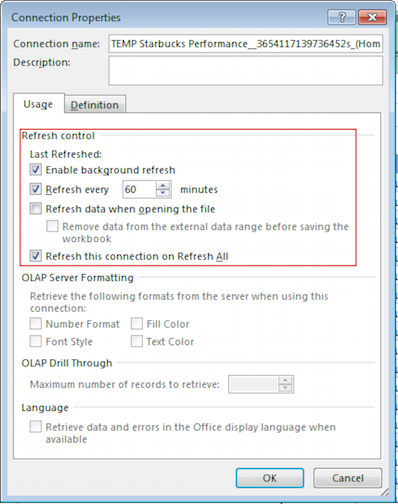 Connection Properties
Connection name: TEMP Starbucks Performance__3654117139736452s_(Hom
Description:
Usage Definition
Refresh control
Last Refreshed:
Enable background refresh
Refresh every 60 minutes
Refresh data when opening the file
Remove data from the external data range before saving the
workbook
Refresh this connection on Refresh All
OLAP Server Formatting
Retrieve the following formats from the server when using this
connection:
Number Format Fill Color
Font Style Text Color
OLAP Drill Through
Maximum number of records to retrieve:
Language
Retrieve data and errors in the Office display language when
available
OK Cancel